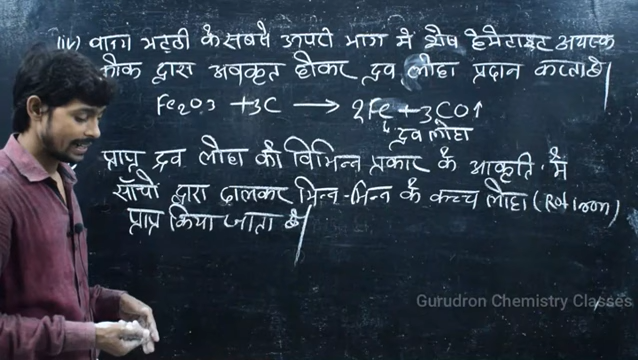 (iv) वात्या भट्टी के सबसे ऊपरी भाग में शेष हेमेटाइट अयस्क
कोक द्वारा अवकृत होकर द्रव लोहा प्रदान करता है।
Fe₂O₃ + 3C → 2Fe + 3CO↑
↳ द्रव लोहा
प्राप्त द्रव लोहा को विभिन्न प्रकार के आकृति में
साँचो द्वारा ढालकर भिन्न-भिन्न के कच्च लोहा (Rot iron)
प्राप्त किया जाता है।
Gurudron Chemistry Classes